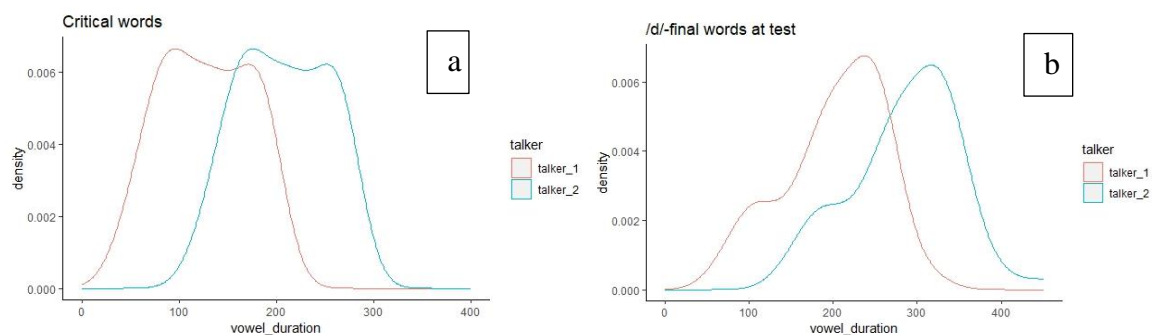 Critical words
a
0.006
0.004
0.002
0.000
density
0 100 200 300 400
vowel_duration
talker
talker_1
talker_2
/d/-final words at test
b
0.006
0.004
0.002
0.000
density
0 100 200 300 400
vowel_duration
talker
talker_1
talker_2